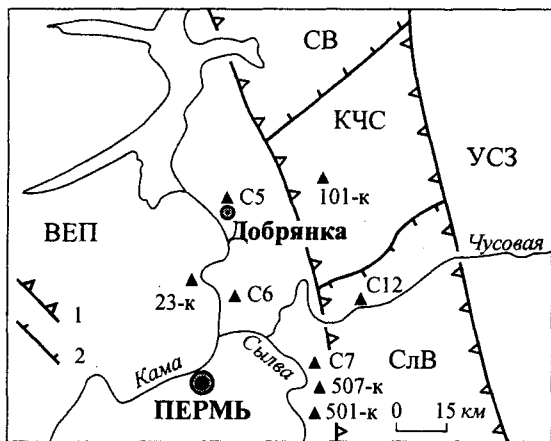 СВ
КЧС
УСЗ
101-к
С5
Добрянка
ВЕП
Чусовая
23-к
С6
С12
1
2
Кама
Сылва
С7
СлВ
507-к
ПЕРМЬ
501-к
0 15 км